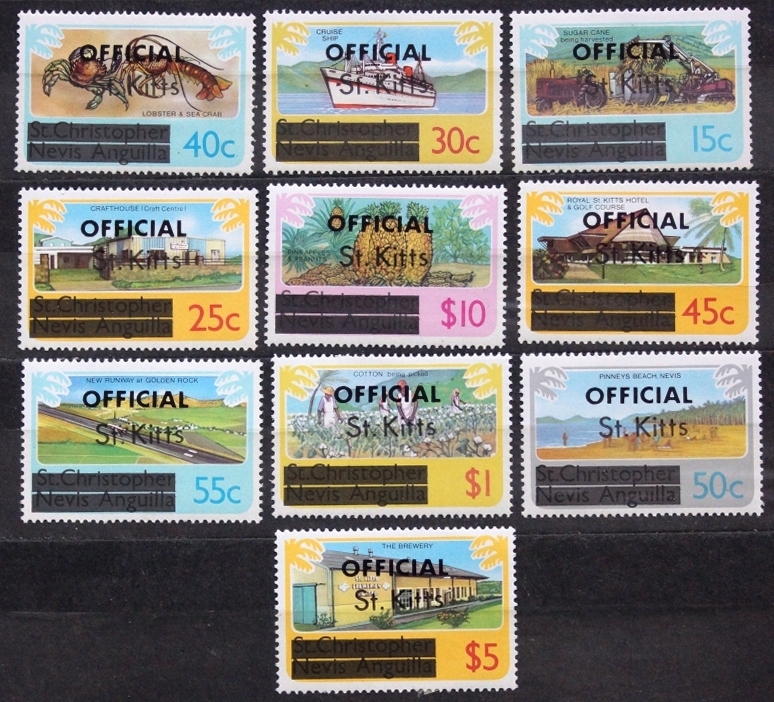 OFFICIAL
St. Kitts
LOBSTER & SEA CRAB
St.Christopher
Nevis Anguilla
40c
CRUISE
SHIP
OFFICIAL
St. Kitts
St.Christopher
Nevis Anguilla
30c
SUGAR CANE
being harvested
OFFICIAL
St. Kitts
St.Christopher
Nevis Anguilla
15c
CRAFTHOUSE (Craft Centre)
OFFICIAL
St. Kitts
St.Christopher
Nevis Anguilla
25c
OFFICIAL
PINEAPPLES
& PEANUTS
St. Kitts
St.Christopher
Nevis Anguilla
$10
ROYAL St. KITTS HOTEL
& GOLF COURSE
OFFICIAL
St. Kitts
St.Christopher
Nevis Anguilla
45c
NEW RUNWAY at GOLDEN ROCK
OFFICIAL
St. Kitts
St.Christopher
Nevis Anguilla
55c
COTTON being picked
OFFICIAL
St. Kitts
St.Christopher
Nevis Anguilla
$1
PINNEYS BEACH, NEVIS
OFFICIAL
St. Kitts
St.Christopher
Nevis Anguilla
50c
THE BREWERY
OFFICIAL
St. Kitts
St.Christopher
Nevis Anguilla
$5